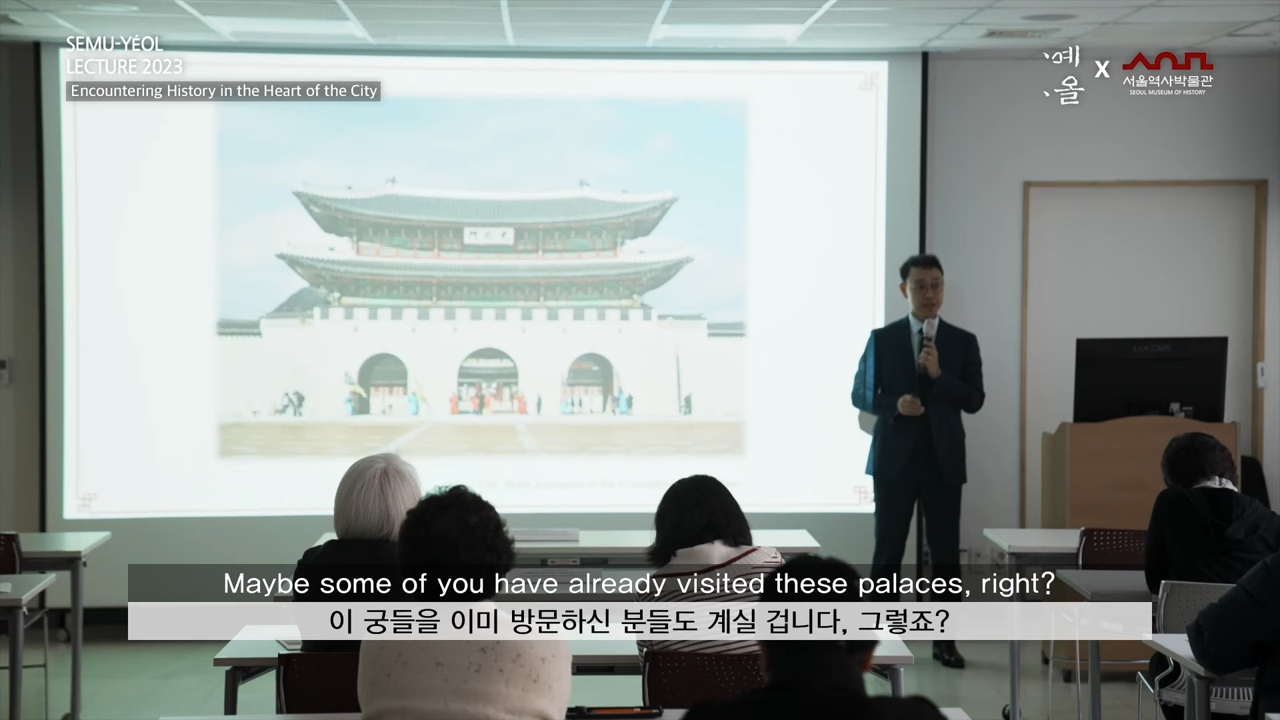 SEMU-YÉOL
LECTURE 2023
Encountering History in the Heart of the City
예
올
X
서울역사박물관
SEOUL MUSEUM OF HISTORY
Maybe some of you have already visited these palaces, right?
이 궁들을 이미 방문하신 분들도 계실 겁니다, 그렇죠?